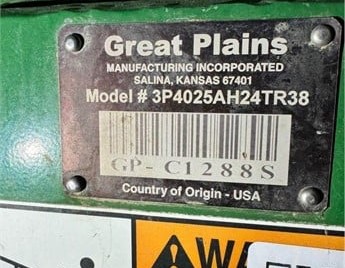 Great Plains
MANUFACTURING INCORPORATED
SALINA, KANSAS 67401
Model # 3P4025AH24TR38
GP- C1288S
Country of Origin - USA